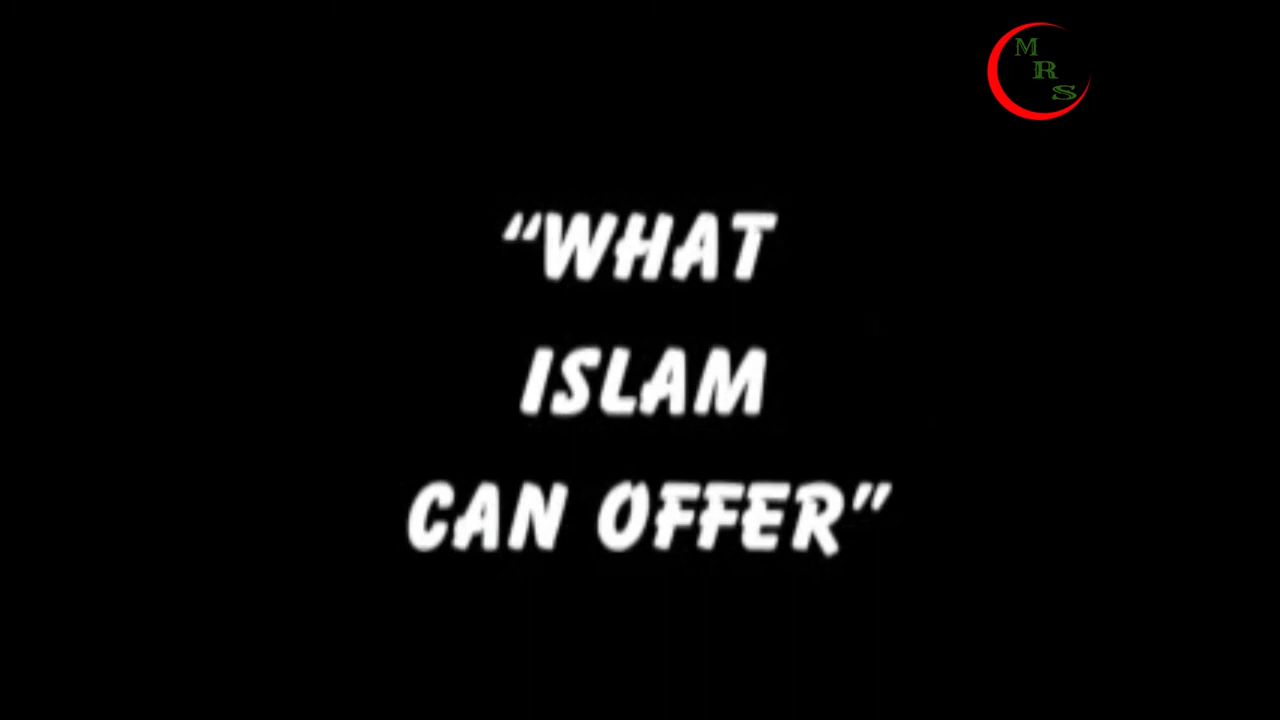 M
R
S
“WHAT
ISLAM
CAN OFFER”